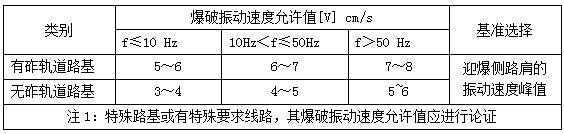 类别
爆破振动速度允许值[V] cm/s
基准选择
f≤10 Hz
10Hz<f≤50Hz
f>50 Hz
有砟轨道路基
5~6
6~7
7~8
迎爆侧路肩的
振动速度峰值
无砟轨道路基
3~4
4~5
5~6
注1：特殊路基或有特殊要求线路，其爆破振动速度允许值应进行论证